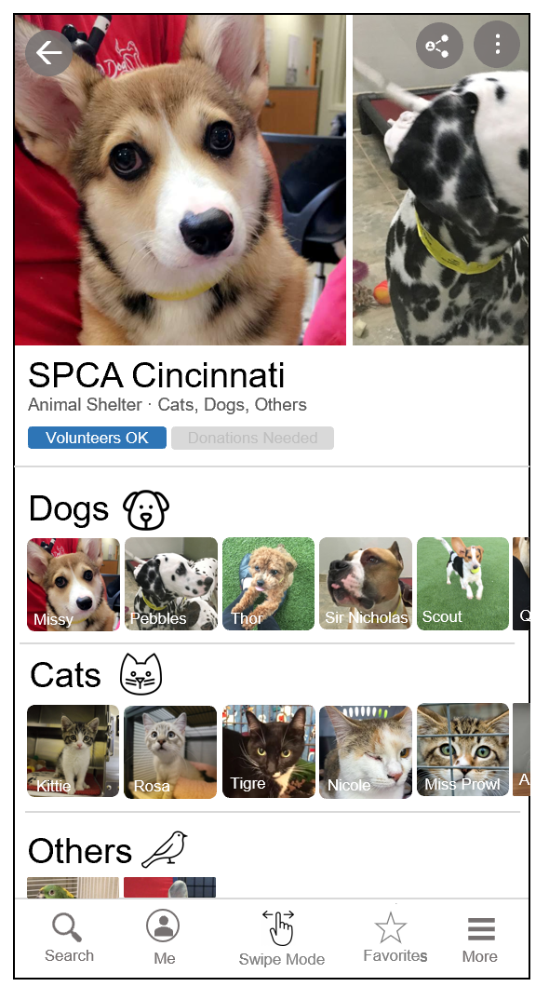 Dog
SPCA Cincinnati
Animal Shelter · Cats, Dogs, Others
Volunteers OK Donations Needed
Dogs
Missy Pebbles Thor Sir Nicholas Scout Q
Cats
Kittie Rosa Tigre Nicole Miss Prowl A
Others
Search Me Swipe Mode Favorites More